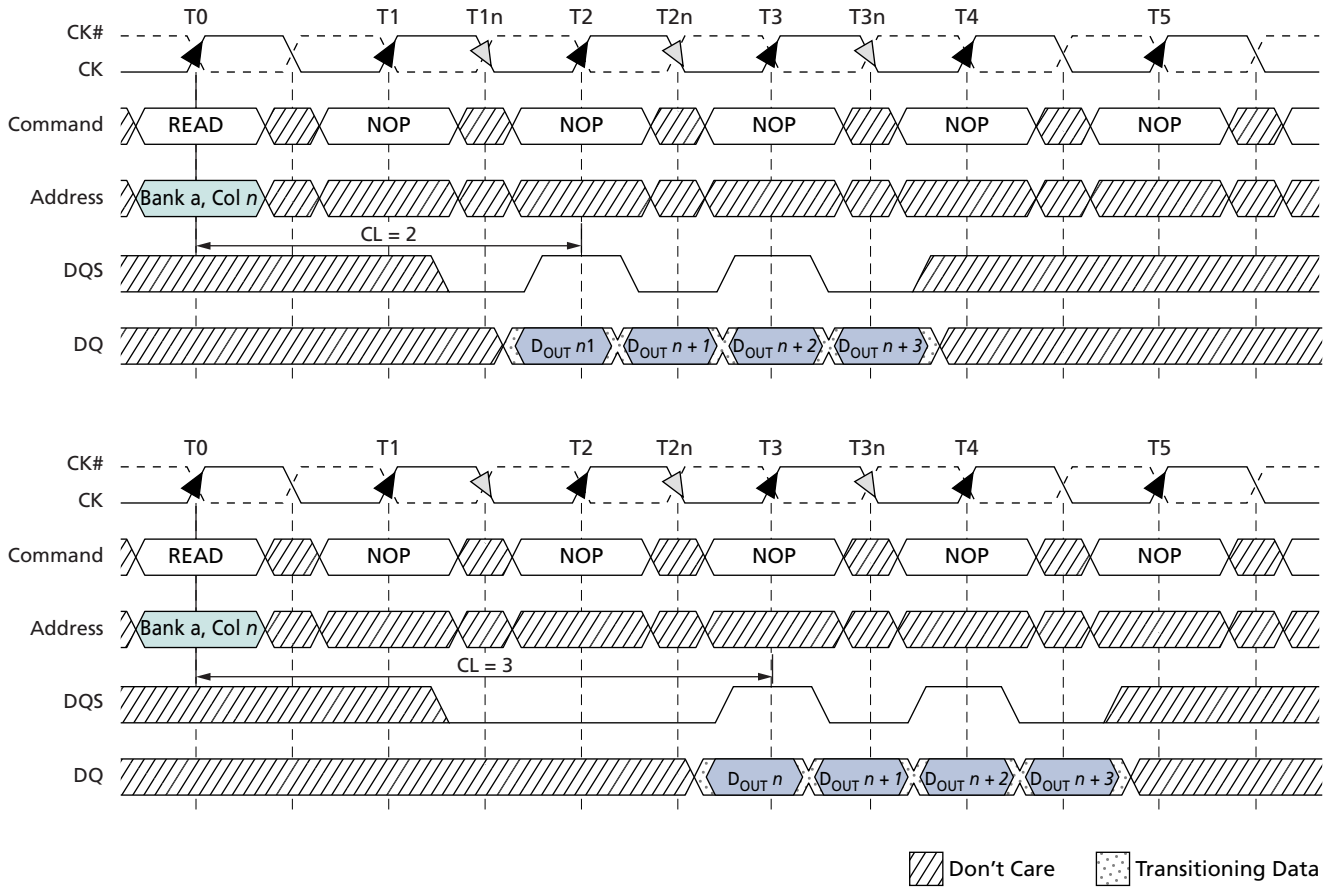 T0 T1 T1n T2 T2n T3 T3n T4 T5
CK#
CK
Command READ NOP NOP NOP NOP NOP
Address Bank a, Col n
CL = 2
DQS
DQ DOUT n1 DOUT n + 1 DOUT n + 2 DOUT n + 3
T0 T1 T2 T2n T3 T3n T4 T5
CK#
CK
Command READ NOP NOP NOP NOP NOP
Address Bank a, Col n
CL = 3
DQS
DQ DOUT n DOUT n + 1 DOUT n + 2 DOUT n + 3
Don't Care Transitioning Data